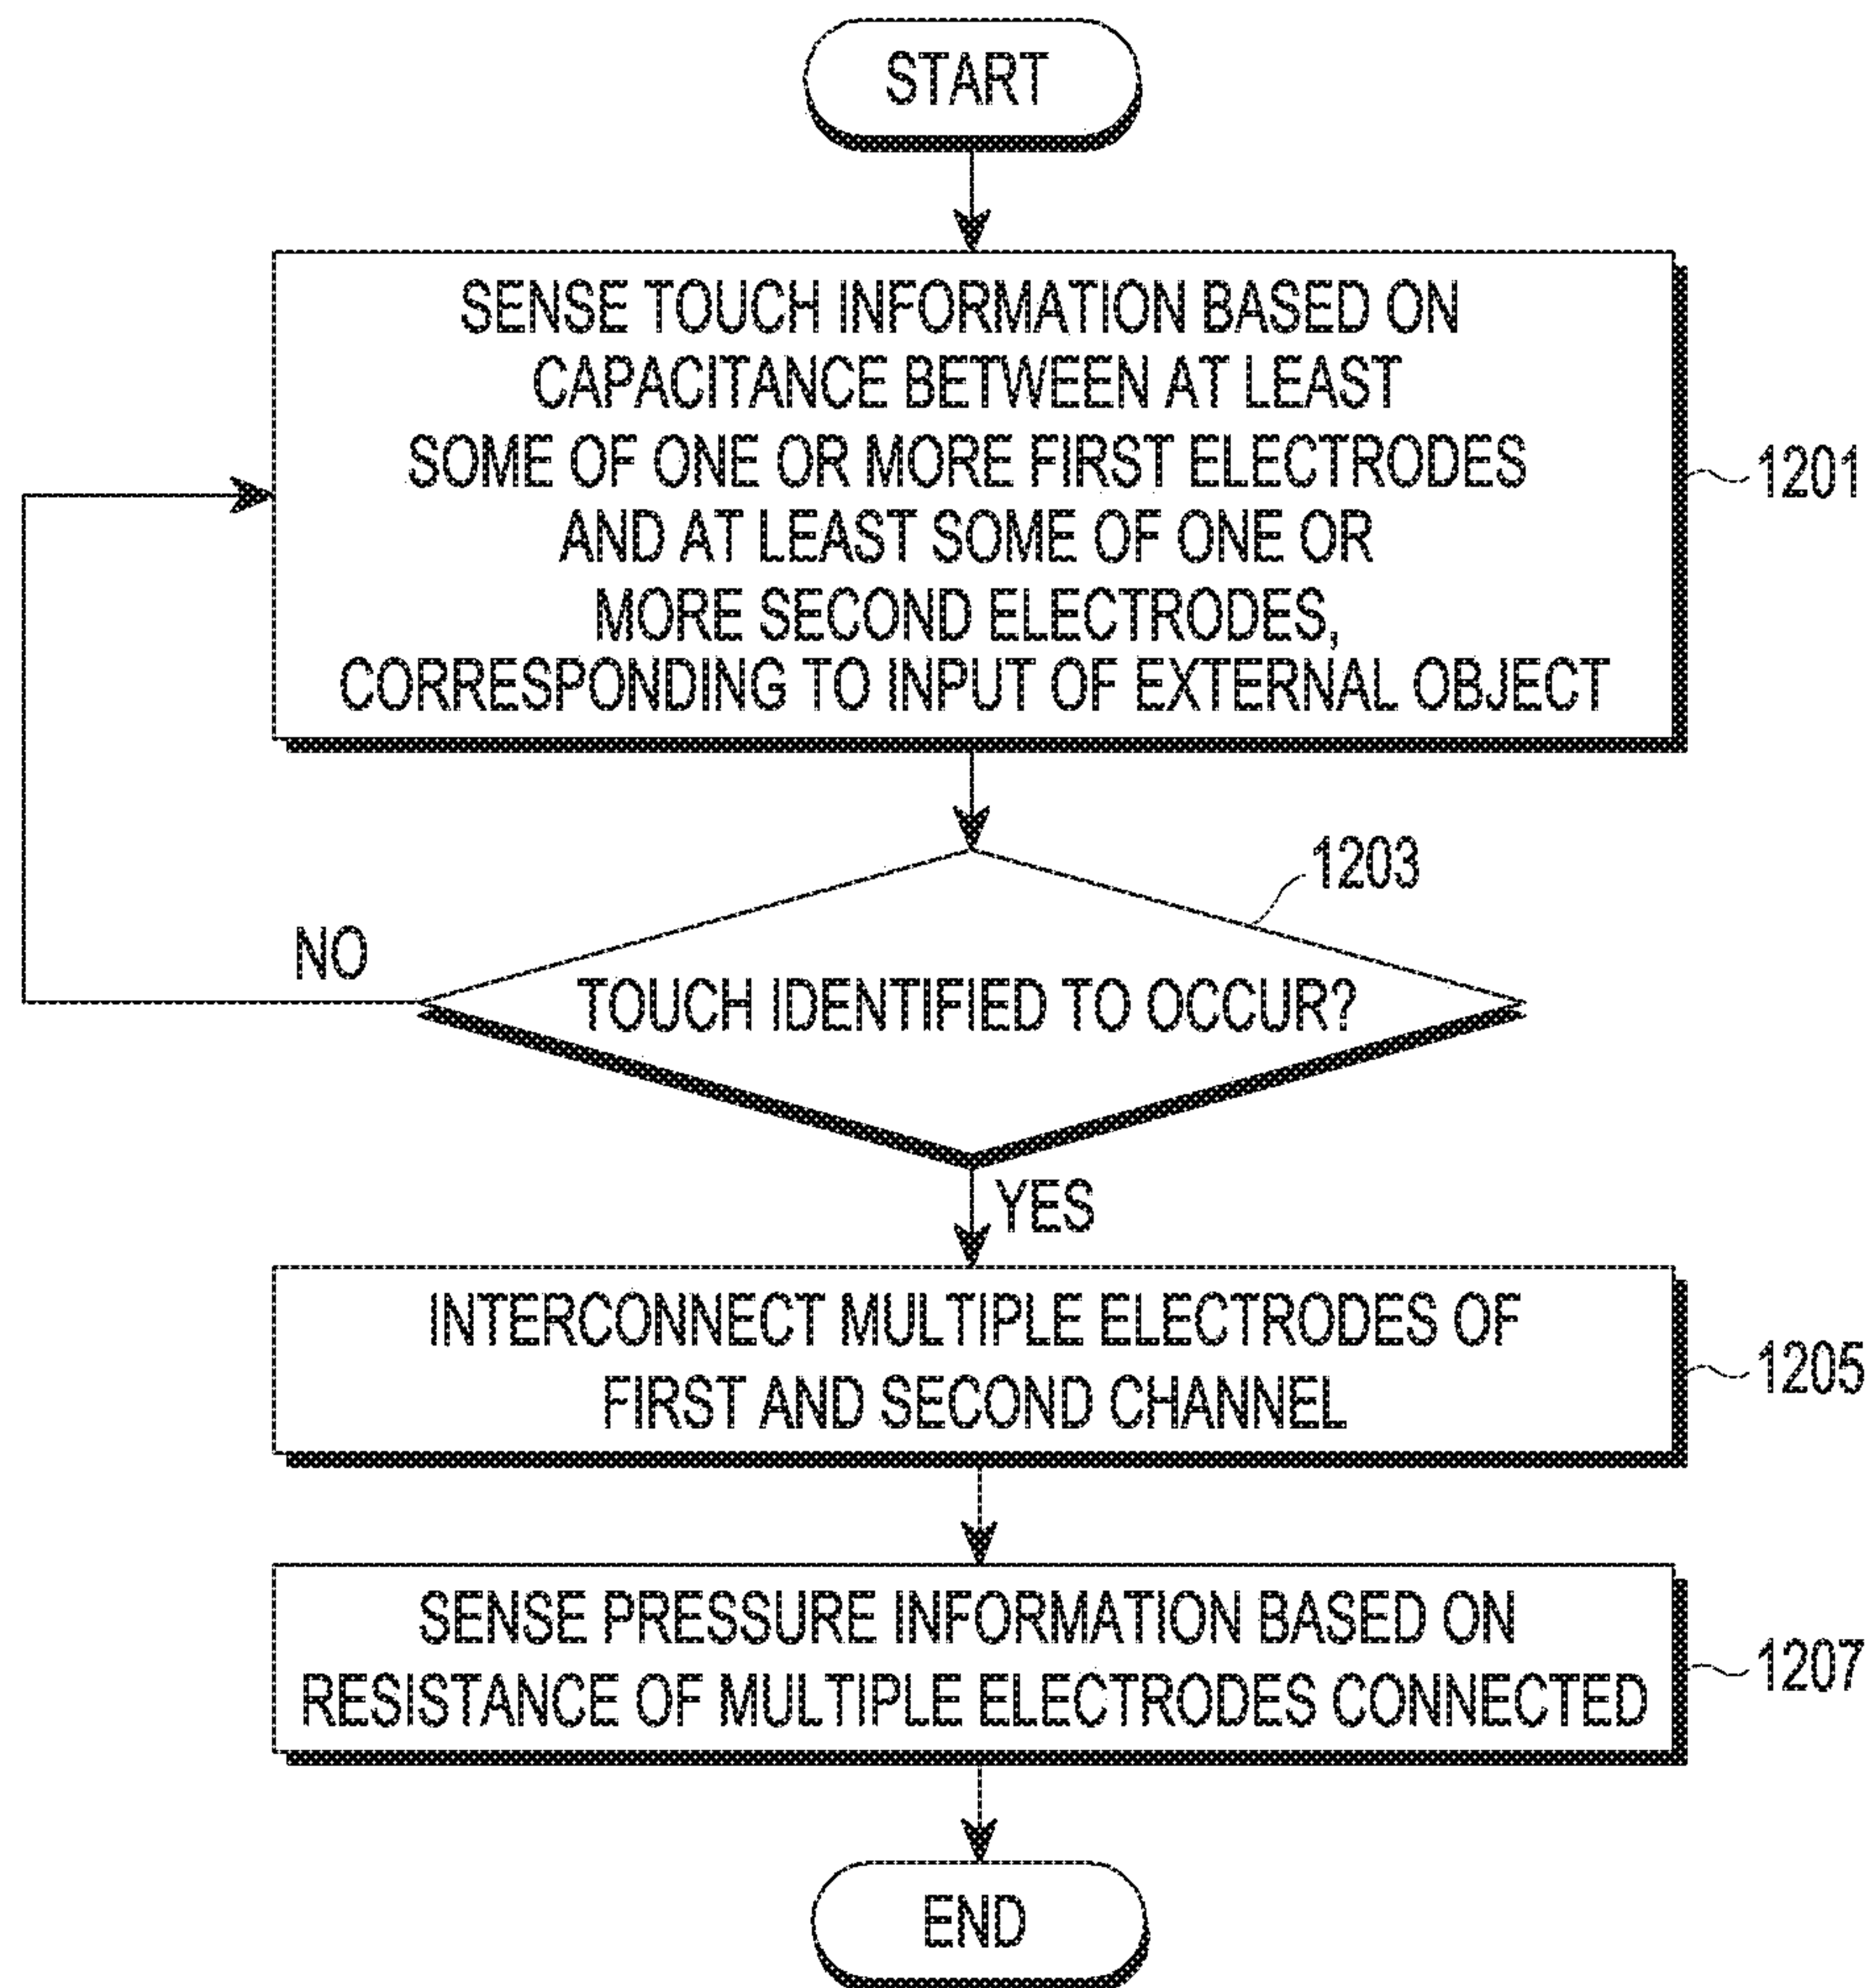 START
SENSE TOUCH INFORMATION BASED ON
CAPACITANCE BETWEEN AT LEAST
SOME OF ONE OR MORE FIRST ELECTRODES
AND AT LEAST SOME OF ONE OR
MORE SECOND ELECTRODES,
CORRESPONDING TO INPUT OF EXTERNAL OBJECT
1201
1203
NO
TOUCH IDENTIFIED TO OCCUR?
YES
INTERCONNECT MULTIPLE ELECTRODES OF
FIRST AND SECOND CHANNEL
1205
SENSE PRESSURE INFORMATION BASED ON
RESISTANCE OF MULTIPLE ELECTRODES CONNECTED
1207
END